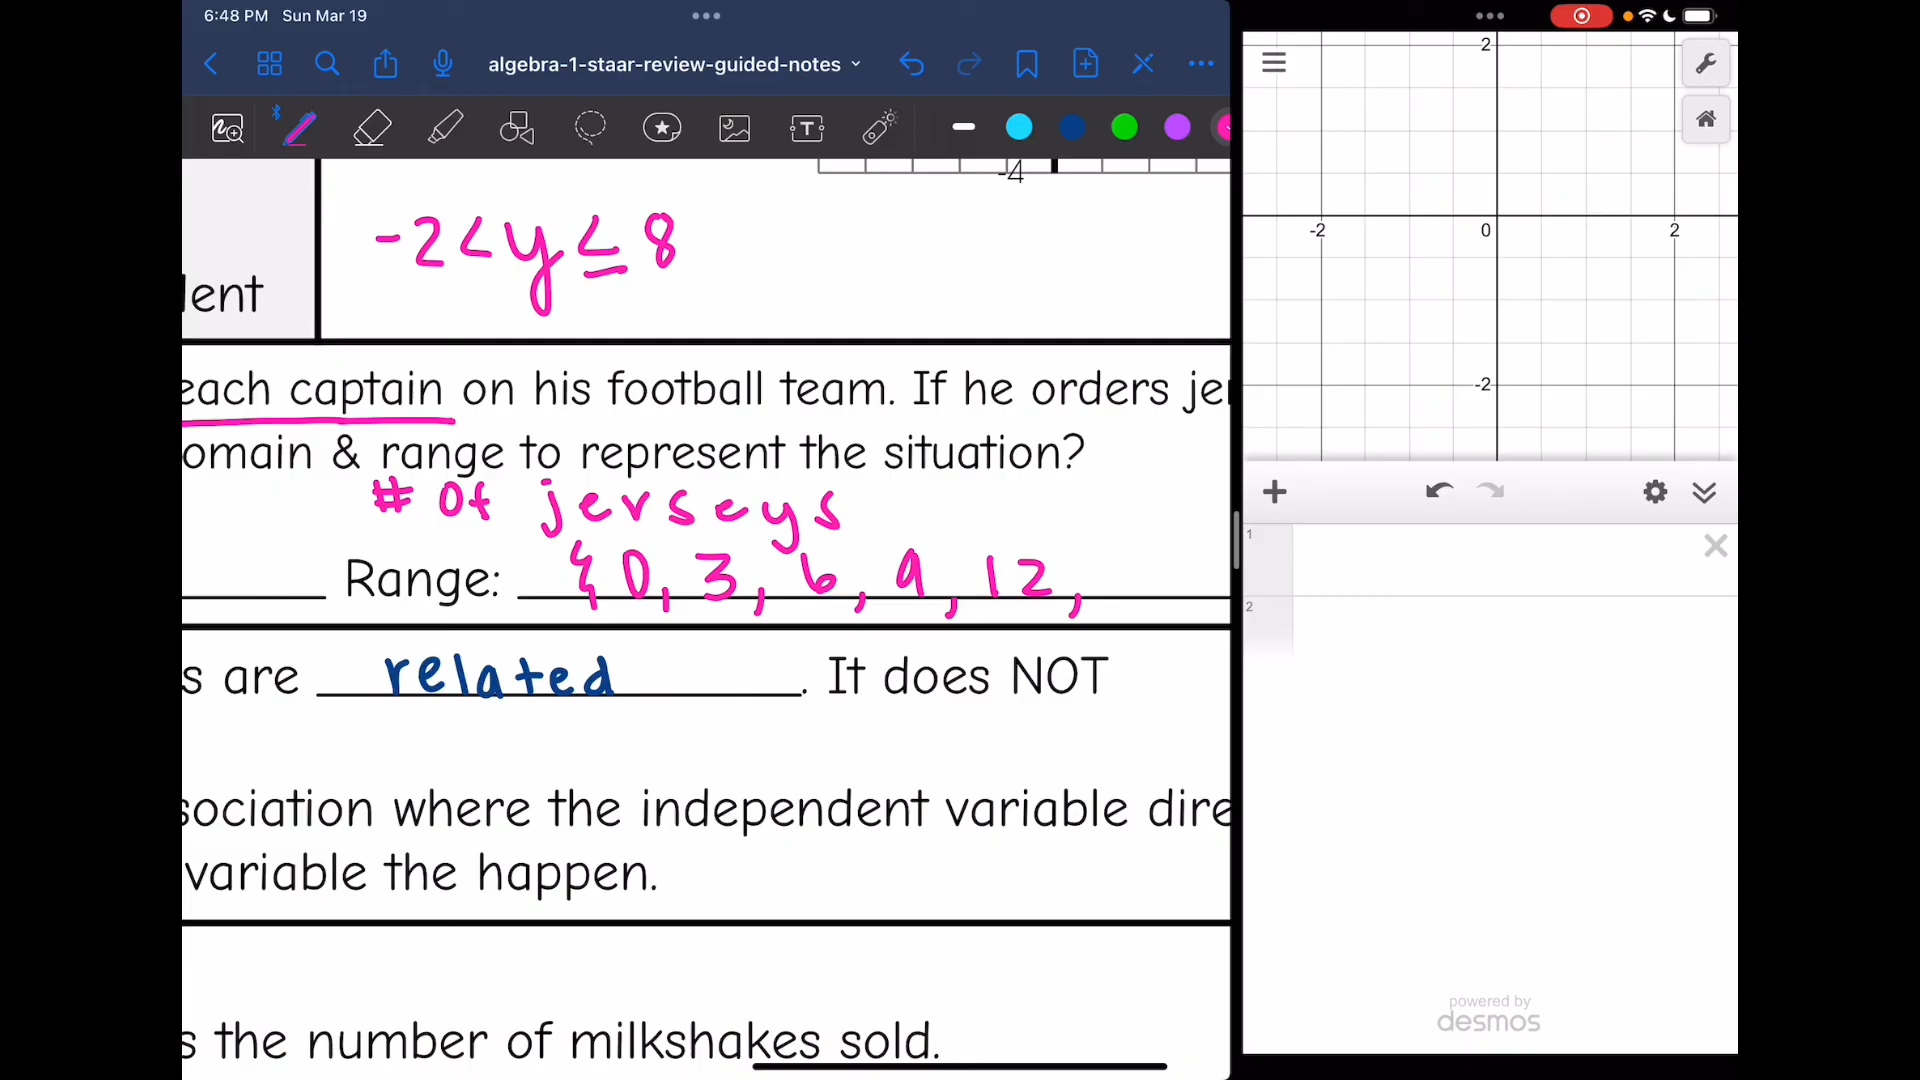 6:48 PM Sun Mar 19
algebra-1-staar-review-guided-notes
T
-4
-2 < y ≤ 8
dent
each captain on his football team. If he orders jer
omain & range to represent the situation?
# of jerseys
Range: {0, 3, 6, 9, 12,
s are related. It does NOT
sociation where the independent variable dire
variable the happen.
s the number of milkshakes sold.
2
-2 0 2
-2
1
2
powered by
desmos